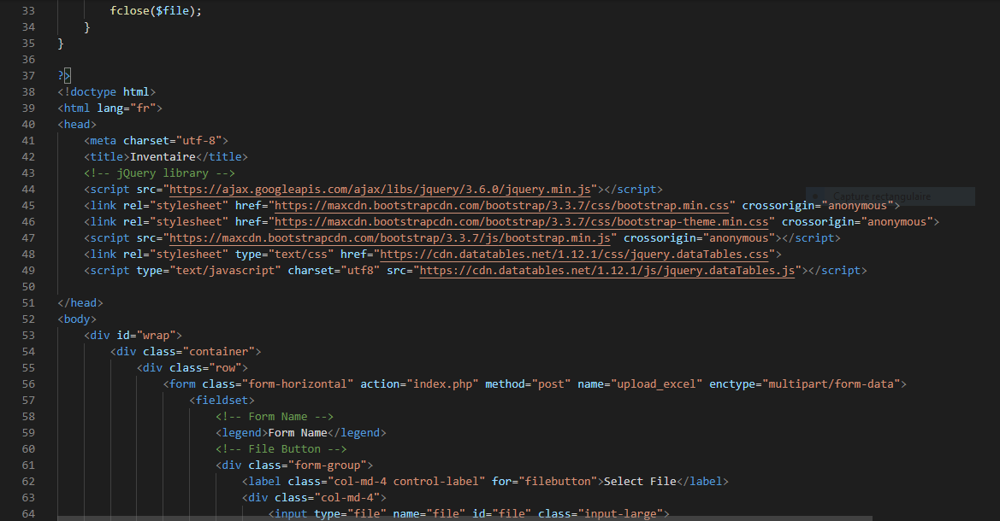 33 fclose($file);
34 }
35 }
36
37 ?>
38 <!doctype html>
39 <html lang="fr">
40 <head>
41 <meta charset="utf-8">
42 <title>Inventaire</title>
43 <!-- jQuery library -->
44 <script src="https://ajax.googleapis.com/ajax/libs/jquery/3.6.0/jquery.min.js"></script>
Capture rectangulaire
45 <link rel="stylesheet" href="https://maxcdn.bootstrapcdn.com/bootstrap/3.3.7/css/bootstrap.min.css" crossorigin="anonymous">
46 <link rel="stylesheet" href="https://maxcdn.bootstrapcdn.com/bootstrap/3.3.7/css/bootstrap-theme.min.css" crossorigin="anonymous">
47 <script src="https://maxcdn.bootstrapcdn.com/bootstrap/3.3.7/js/bootstrap.min.js" crossorigin="anonymous"></script>
48 <link rel="stylesheet" type="text/css" href="https://cdn.datatables.net/1.12.1/css/jquery.dataTables.css">
49 <script type="text/javascript" charset="utf8" src="https://cdn.datatables.net/1.12.1/js/jquery.dataTables.js"></script>
50
51 </head>
52 <body>
53 <div id="wrap">
54 <div class="container">
55 <div class="row">
56 <form class="form-horizontal" action="index.php" method="post" name="upload_excel" enctype="multipart/form-data">
57 <fieldset>
58 <!-- Form Name -->
59 <legend>Form Name</legend>
60 <!-- File Button -->
61 <div class="form-group">
62 <label class="col-md-4 control-label" for="filebutton">Select File</label>
63 <div class="col-md-4">
64 <input type="file" name="file" id="file" class="input-large">